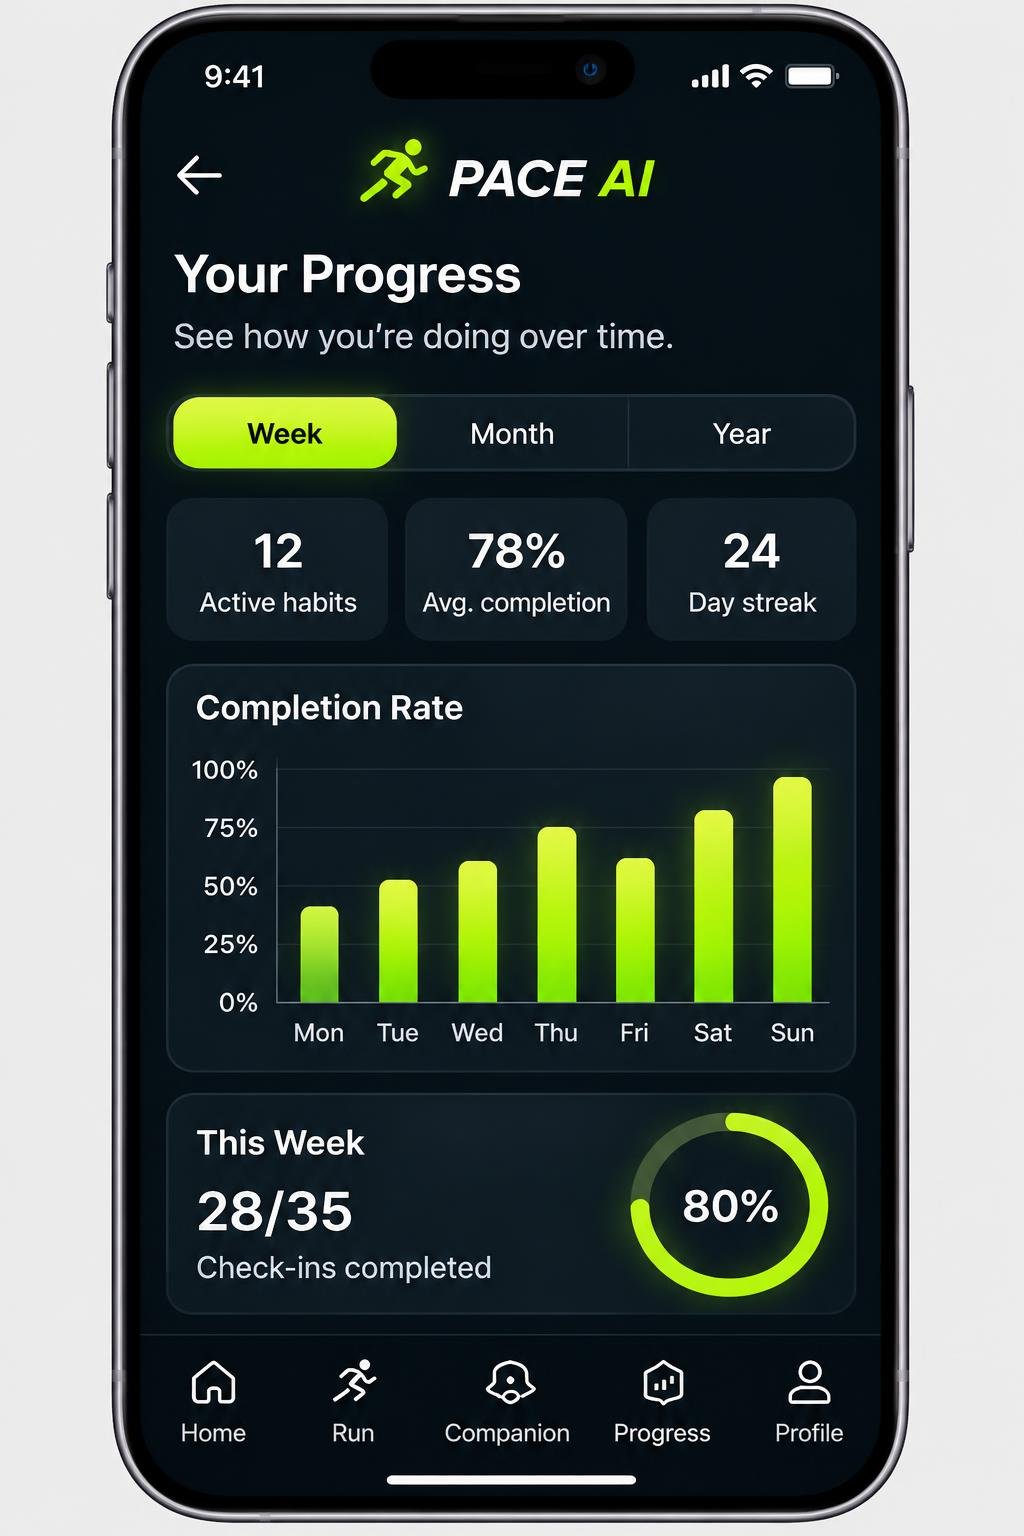 9:41
PACE AI
Your Progress
See how you're doing over time.
Week Month Year
12 78% 24
Active habits Avg. completion Day streak
Completion Rate
100%
75%
50%
25%
0%
Mon Tue Wed Thu Fri Sat Sun
This Week
28/35
Check-ins completed
80%
Home Run Companion Progress Profile